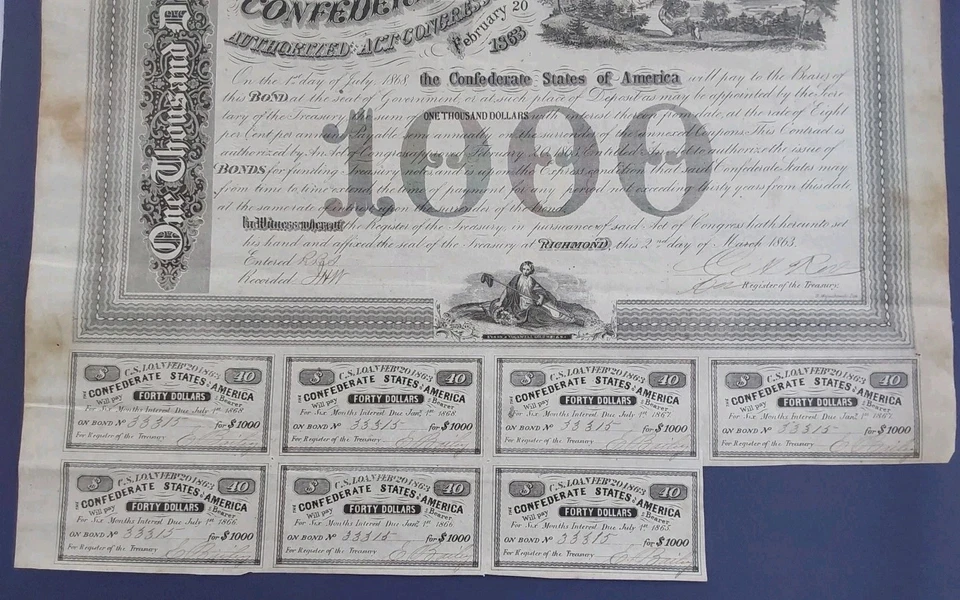 CONFEDER
AUTHORIZED ACT CONGRESS
February 20
1863
One Thousand D
On the 1st day of July 1868 the Confederate States of America will pay to the Bearer of
this BOND at the seat of Government, or at such place of Deposit as may be appointed by the Secre
tary of the Treasury the sum of ONE THOUSAND DOLLARS with interest thereon from date, at the rate of Eight
per Cent per annum Payable semi annually on the surrender of the annexed Coupons. This Contract is
authorized by An Act of Congress approved February 20, 1863, Entitled An Act to authorize the issue of
BONDS for funding Treasury notes and is upon the Express Condition that said Confederate States may
from time to time extend the time of payment for any period not exceeding thirty years from this date
at the same rate of interest upon the surrender of the bond
1000
In Witness whereof the Register of the Treasury, in pursuance of said Act of Congress hath hereunto set
his hand and affixed the seal of the Treasury at RICHMOND, this 2nd day of March 1863.
Entered
Recorded
Register of the Treasury.
C.S. LOAN FEBY 20 1863
8 40
THE CONFEDERATE STATES OF AMERICA
Will pay FORTY DOLLARS to Bearer
For Six Months Interest Due July 1st 1868
ON BOND No 33315 for $1000
For Register of the Treasury
C.S. LOAN FEBY 20 1863
8 40
THE CONFEDERATE STATES OF AMERICA
Will pay FORTY DOLLARS to Bearer
For Six Months Interest Due Jany 1st 1868
ON BOND No 33315 for $1000
For Register of the Treasury
C.S. LOAN FEBY 20 1863
8 40
THE CONFEDERATE STATES OF AMERICA
Will pay FORTY DOLLARS to Bearer
For Six Months Interest Due July 1st 1867
ON BOND No 33315 for $1000
For Register of the Treasury
C.S. LOAN FEBY 20 1863
8 40
THE CONFEDERATE STATES OF AMERICA
Will pay FORTY DOLLARS to Bearer
For Six Months Interest Due Jany 1st 1867
ON BOND No 33315 for $1000
For Register of the Treasury
C.S. LOAN FEBY 20 1863
8 40
THE CONFEDERATE STATES OF AMERICA
Will pay FORTY DOLLARS to Bearer
For Six Months Interest Due July 1st 1866
ON BOND No 33315 for $1000
For Register of the Treasury
C.S. LOAN FEBY 20 1863
8 40
THE CONFEDERATE STATES OF AMERICA
Will pay FORTY DOLLARS to Bearer
For Six Months Interest Due Jany 1st 1866
ON BOND No 33315 for $1000
For Register of the Treasury
C.S. LOAN FEBY 20 1863
8 40
THE CONFEDERATE STATES OF AMERICA
Will pay FORTY DOLLARS to Bearer
For Six Months Interest Due July 1st 1865
ON BOND No 33315 for $1000
For Register of the Treasury